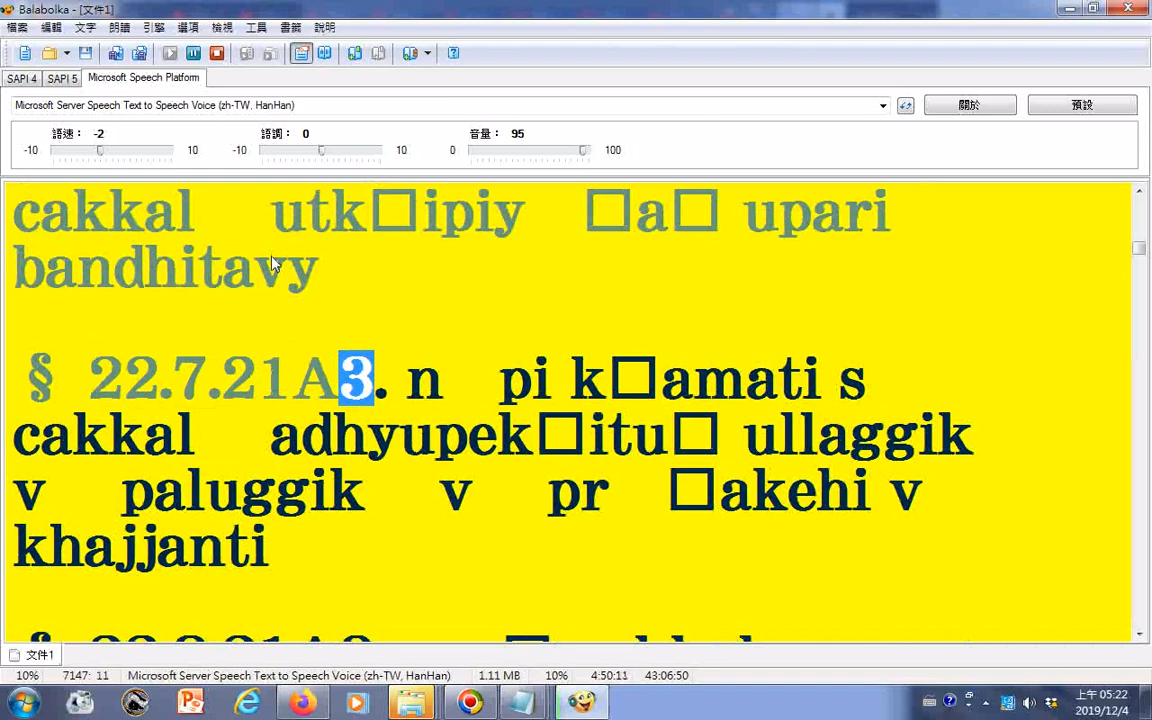 Balabolka - [文件1]
檔案 編輯 文字 朗讀 引擎 選項 檢視 工具 書籤 說明
SAPI 4 SAPI 5 Microsoft Speech Platform
Microsoft Server Speech Text to Speech Voice (zh-TW, HanHan) 關於 預設
語速： -2 語調： 0 音量： 95
-10 10 -10 10 0 100
cakkal utk□ipiy □a□ upari
bandhitavy
§ 22.7.21A3. n pi k□amati s
cakkal adhyupek□itu□ ullaggik
v paluggik v pr □akehi v
khajjanti
文件1
10% 7147: 11 Microsoft Server Speech Text to Speech Voice (zh-TW, HanHan) 1.11 MB 10% 4:50:11 43:06:50
上午 05:22
2019/12/4